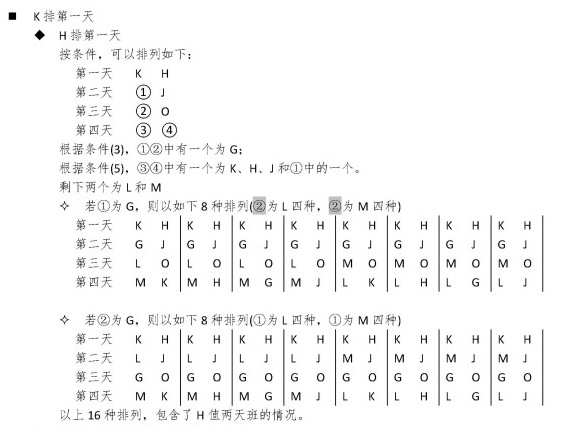 ■ K 排第一天
◆ H 排第一天
按条件，可以排列如下：
第一天 K H
第二天 ① J
第三天 ② O
第四天 ③ ④
根据条件(3)，①②中有一个为 G；
根据条件(5)，③④中有一个为 K、H、J 和①中的一个。
剩下两个为 L 和 M
✧ 若①为 G，则以如下 8 种排列(②为 L 四种，②为 M 四种)
第一天 K H | K H | K H | K H | K H | K H | K H | K H
第二天 G J | G J | G J | G J | G J | G J | G J | G J
第三天 L O | L O | L O | L O | M O | M O | M O | M O
第四天 M K | M H | M G | M J | L K | L H | L G | L J
✧ 若②为 G，则以如下 8 种排列(①为 L 四种，①为 M 四种)
第一天 K H | K H | K H | K H | K H | K H | K H | K H
第二天 L J | L J | L J | L J | M J | M J | M J | M J
第三天 G O | G O | G O | G O | G O | G O | G O | G O
第四天 M K | M H | M G | M J | L K | L H | L G | L J
以上 16 种排列，包含了 H 值两天班的情况。